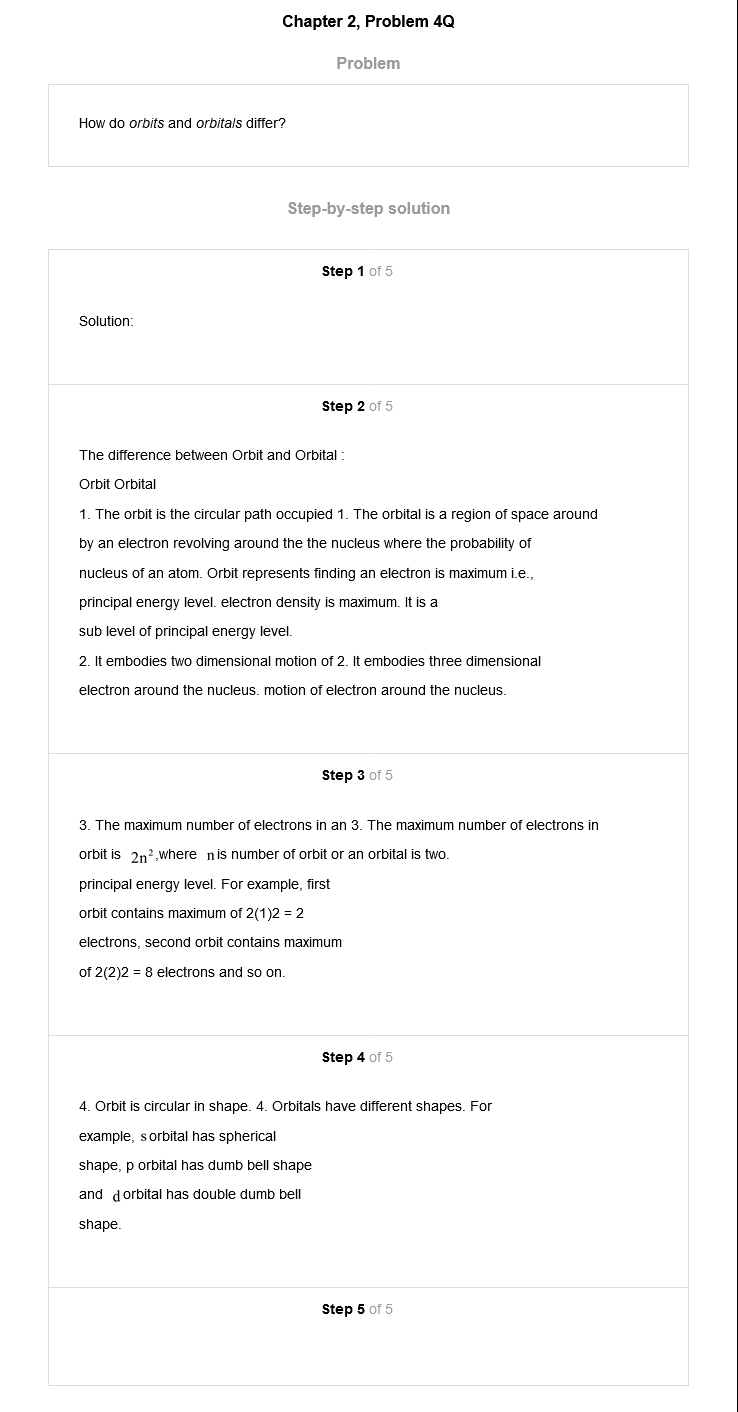 Chapter 2, Problem 4Q
Problem
How do orbits and orbitals differ?
Step-by-step solution
Step 1 of 5
Solution:
Step 2 of 5
The difference between Orbit and Orbital :
Orbit Orbital
1. The orbit is the circular path occupied 1. The orbital is a region of space around
by an electron revolving around the the nucleus where the probability of
nucleus of an atom. Orbit represents finding an electron is maximum i.e.,
principal energy level. electron density is maximum. It is a
sub level of principal energy level.
2. It embodies two dimensional motion of 2. It embodies three dimensional
electron around the nucleus. motion of electron around the nucleus.
Step 3 of 5
3. The maximum number of electrons in an 3. The maximum number of electrons in
orbit is 2n²,where n is number of orbit or an orbital is two.
principal energy level. For example, first
orbit contains maximum of 2(1)2 = 2
electrons, second orbit contains maximum
of 2(2)2 = 8 electrons and so on.
Step 4 of 5
4. Orbit is circular in shape. 4. Orbitals have different shapes. For
example, s orbital has spherical
shape, p orbital has dumb bell shape
and d orbital has double dumb bell
shape.
Step 5 of 5